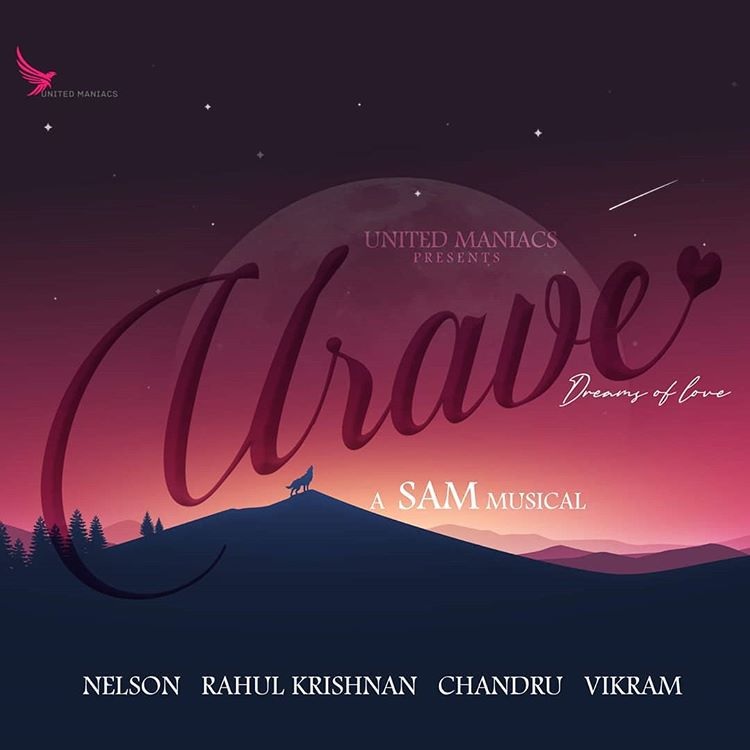 UNITED MANIACS
UNITED MANIACS
PRESENTS
Urave
Dreams of love
A SAM MUSICAL
NELSON RAHUL KRISHNAN CHANDRU VIKRAM